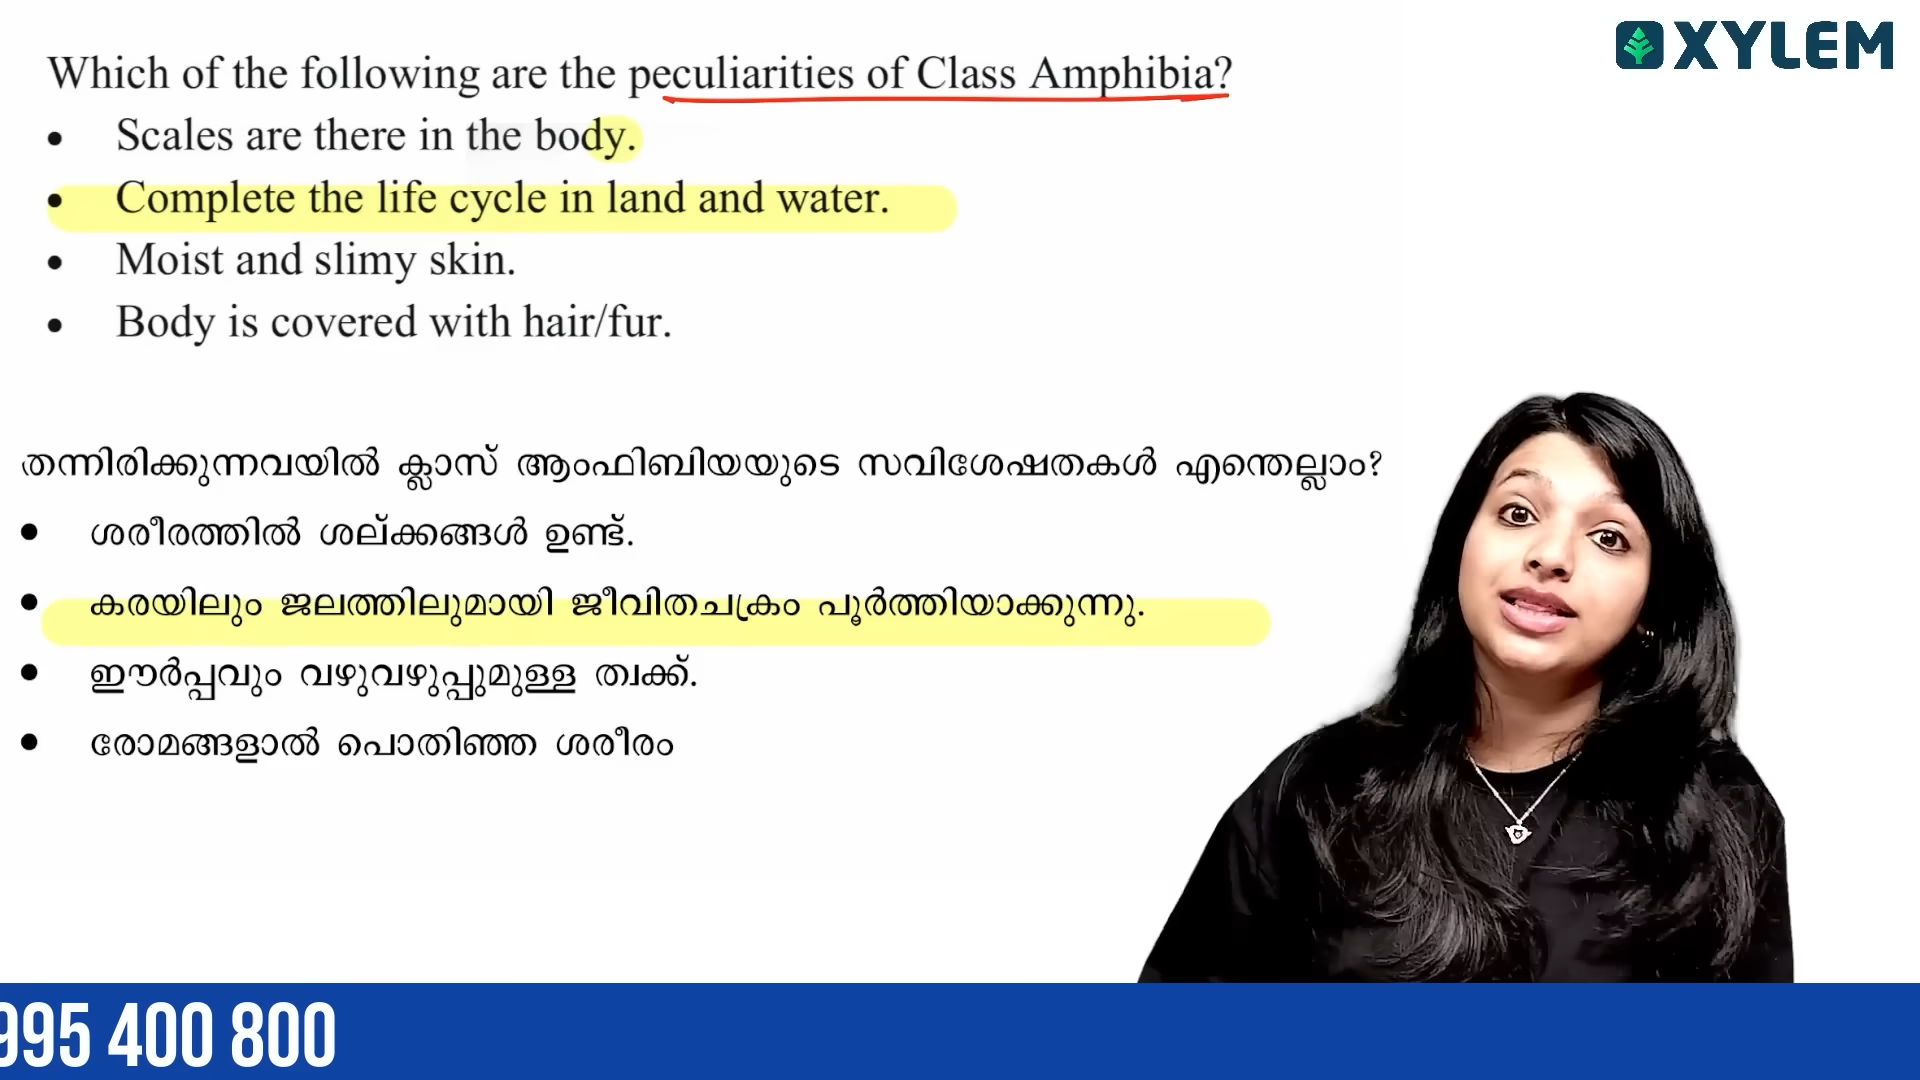 XYLEM
Which of the following are the peculiarities of Class Amphibia?
• Scales are there in the body.
• Complete the life cycle in land and water.
• Moist and slimy skin.
• Body is covered with hair/fur.
തന്നിരിക്കുന്നവയിൽ ക്ലാസ് ആംഫിബിയയുടെ സവിശേഷതകൾ എന്തെല്ലാം?
• ശരീരത്തിൽ ശല്ക്കങ്ങൾ ഉണ്ട്.
• കരയിലും ജലത്തിലുമായി ജീവിതചക്രം പൂർത്തിയാക്കുന്നു.
• ഈർപ്പവും വഴുവഴുപ്പുമുള്ള ത്വക്ക്.
• രോമങ്ങളാൽ പൊതിഞ്ഞ ശരീരം
995 400 800